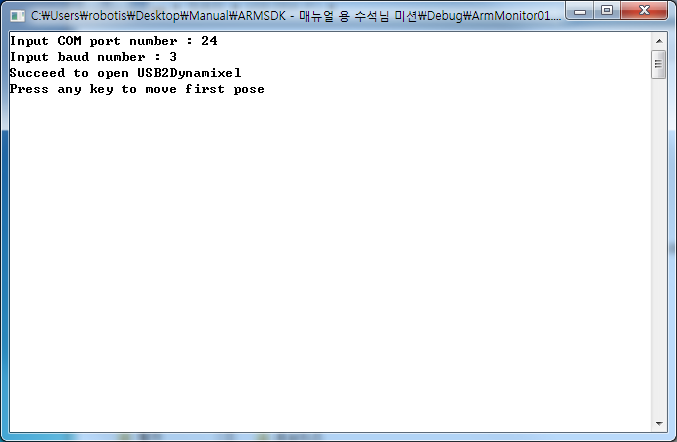 C:₩Users₩robotis₩Desktop₩Manual₩ARMSDK - 매뉴얼 용 수석님 미션₩Debug₩ArmMonitor01....
Input COM port number : 24
Input baud number : 3
Succeed to open USB2Dynamixel
Press any key to move first pose